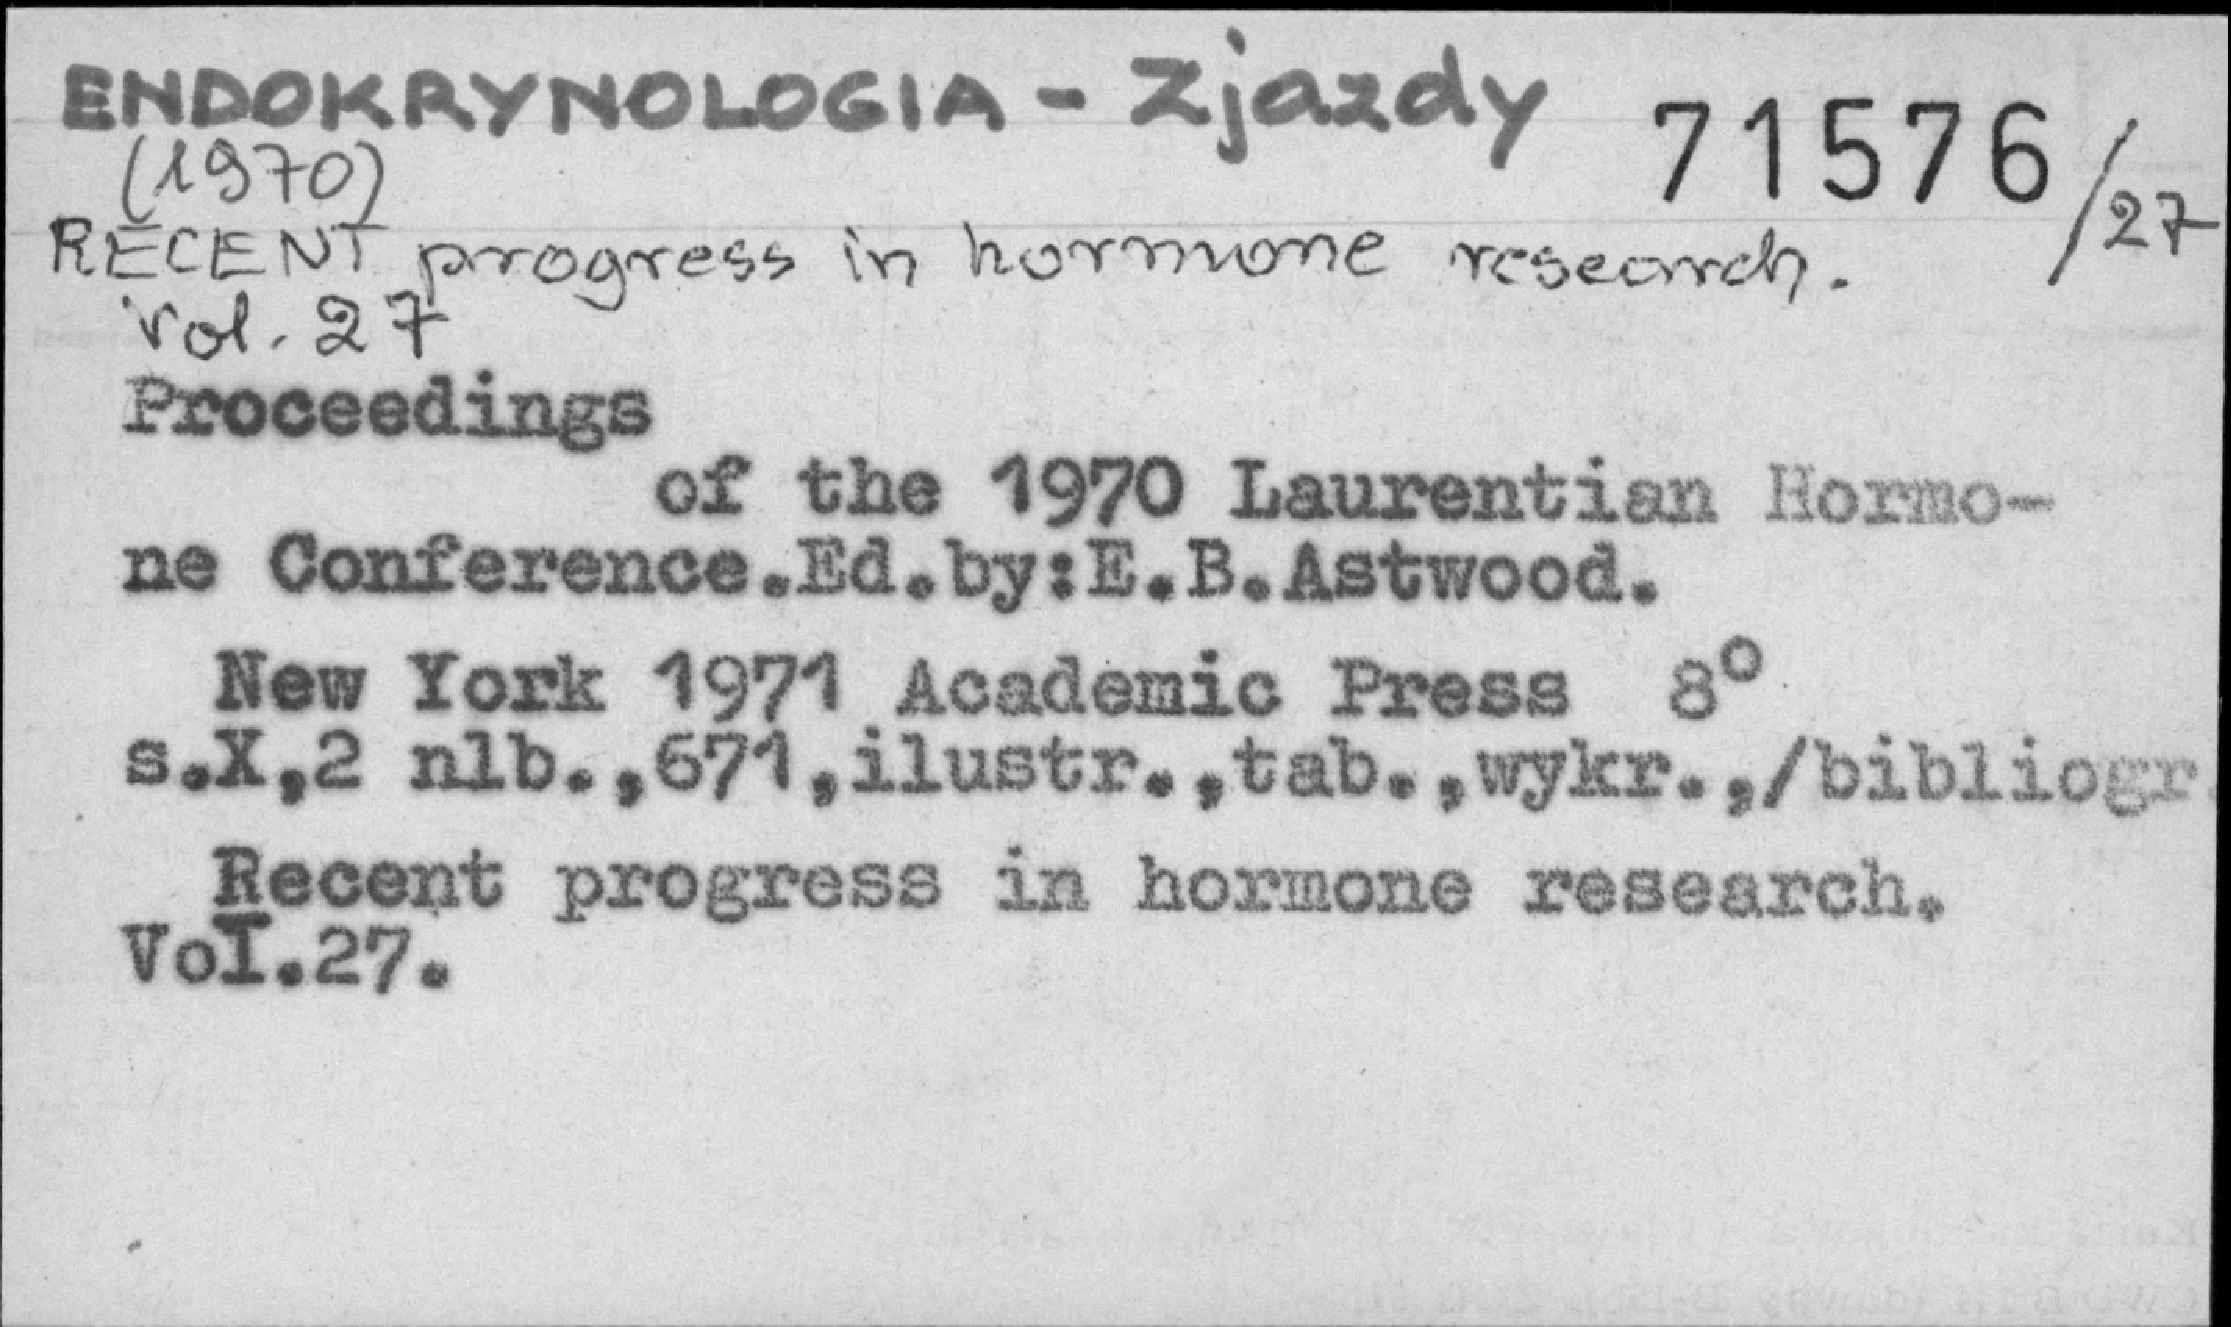 ENDOKRYNOLOGIA - Zjazdy
71576/27
(1970)
RECENT progress in hormone research.
vol. 27
Proceedings
of the 1970 Laurentian Hormo-
ne Conference.Ed.by:E.B.Astwood.
New York 1971 Academic Press 8°
s.X,2 nlb.,671,ilustr.,tab.,wykr.,/bibliogr.
Recent progress in hormone research.
Vol.27.